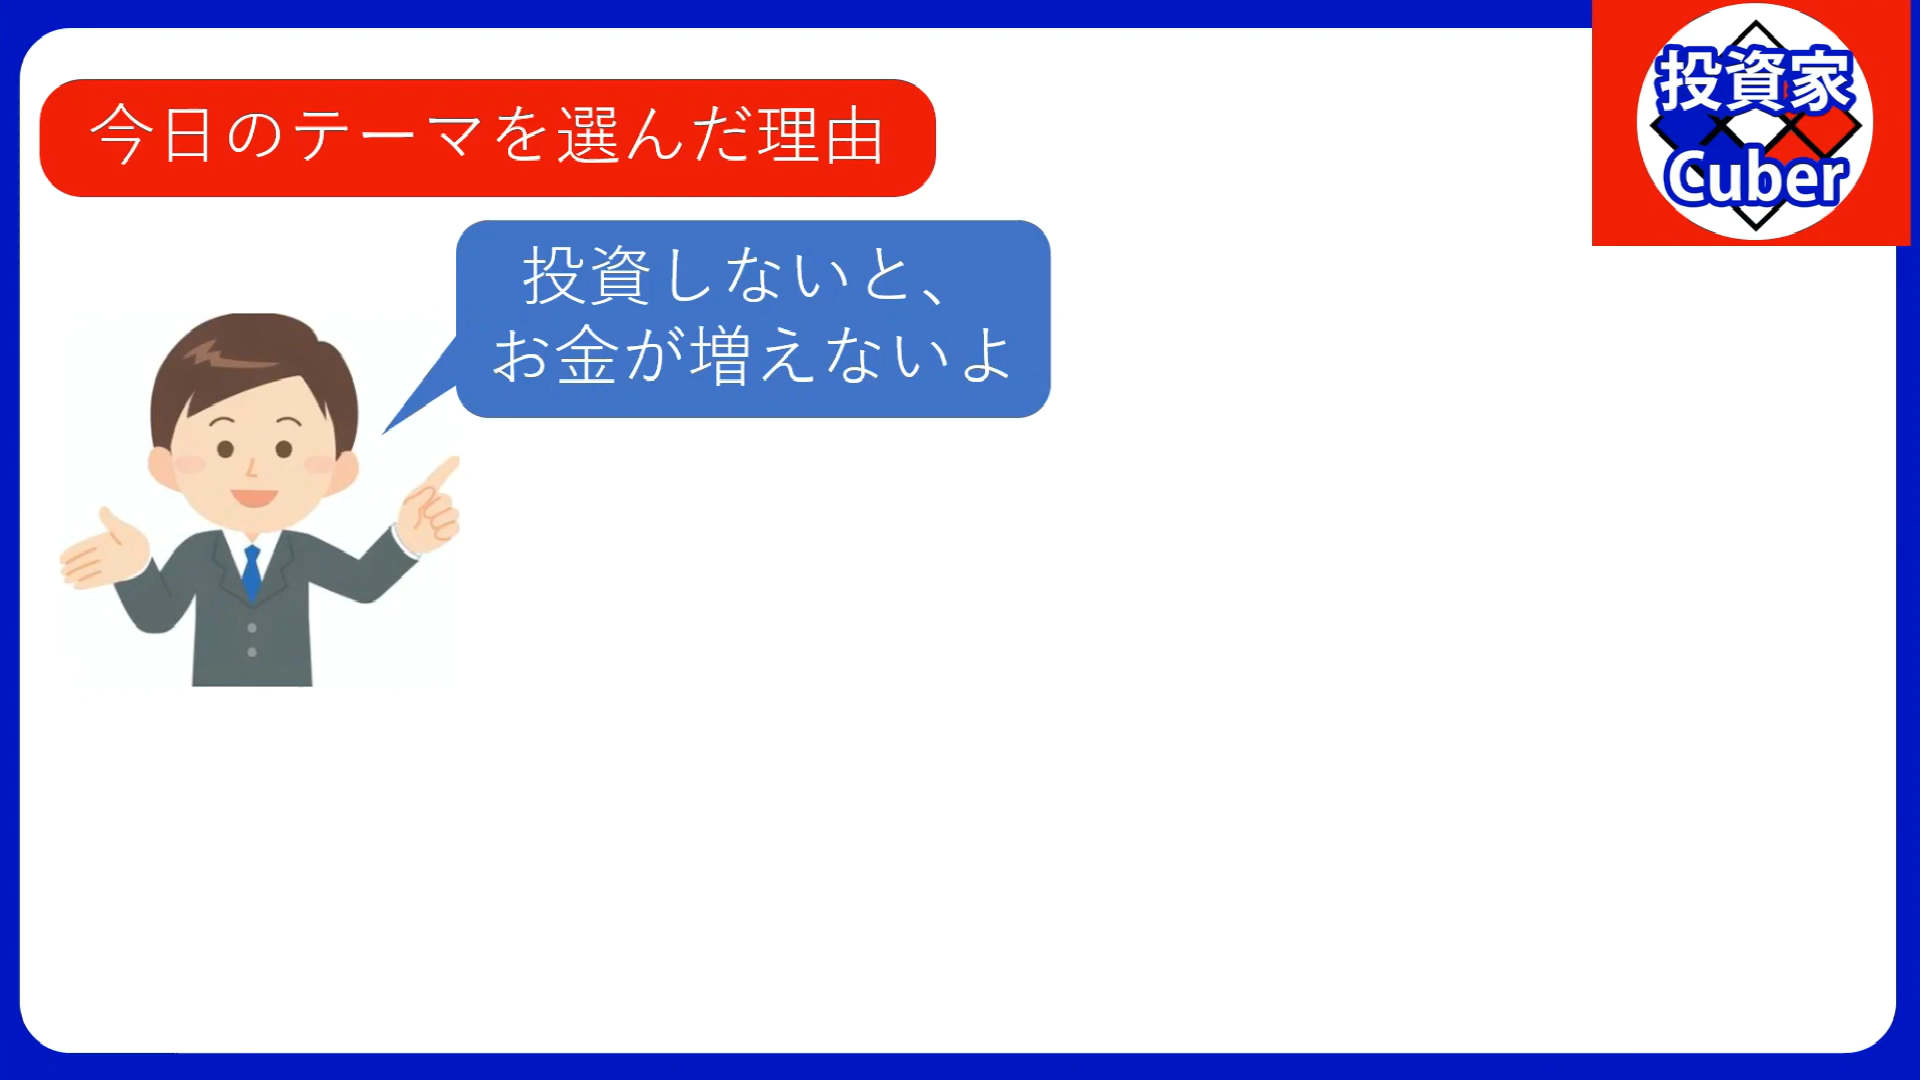 今日のテーマを選んだ理由
投資家
Cuber
投資しないと、
お金が増えないよ